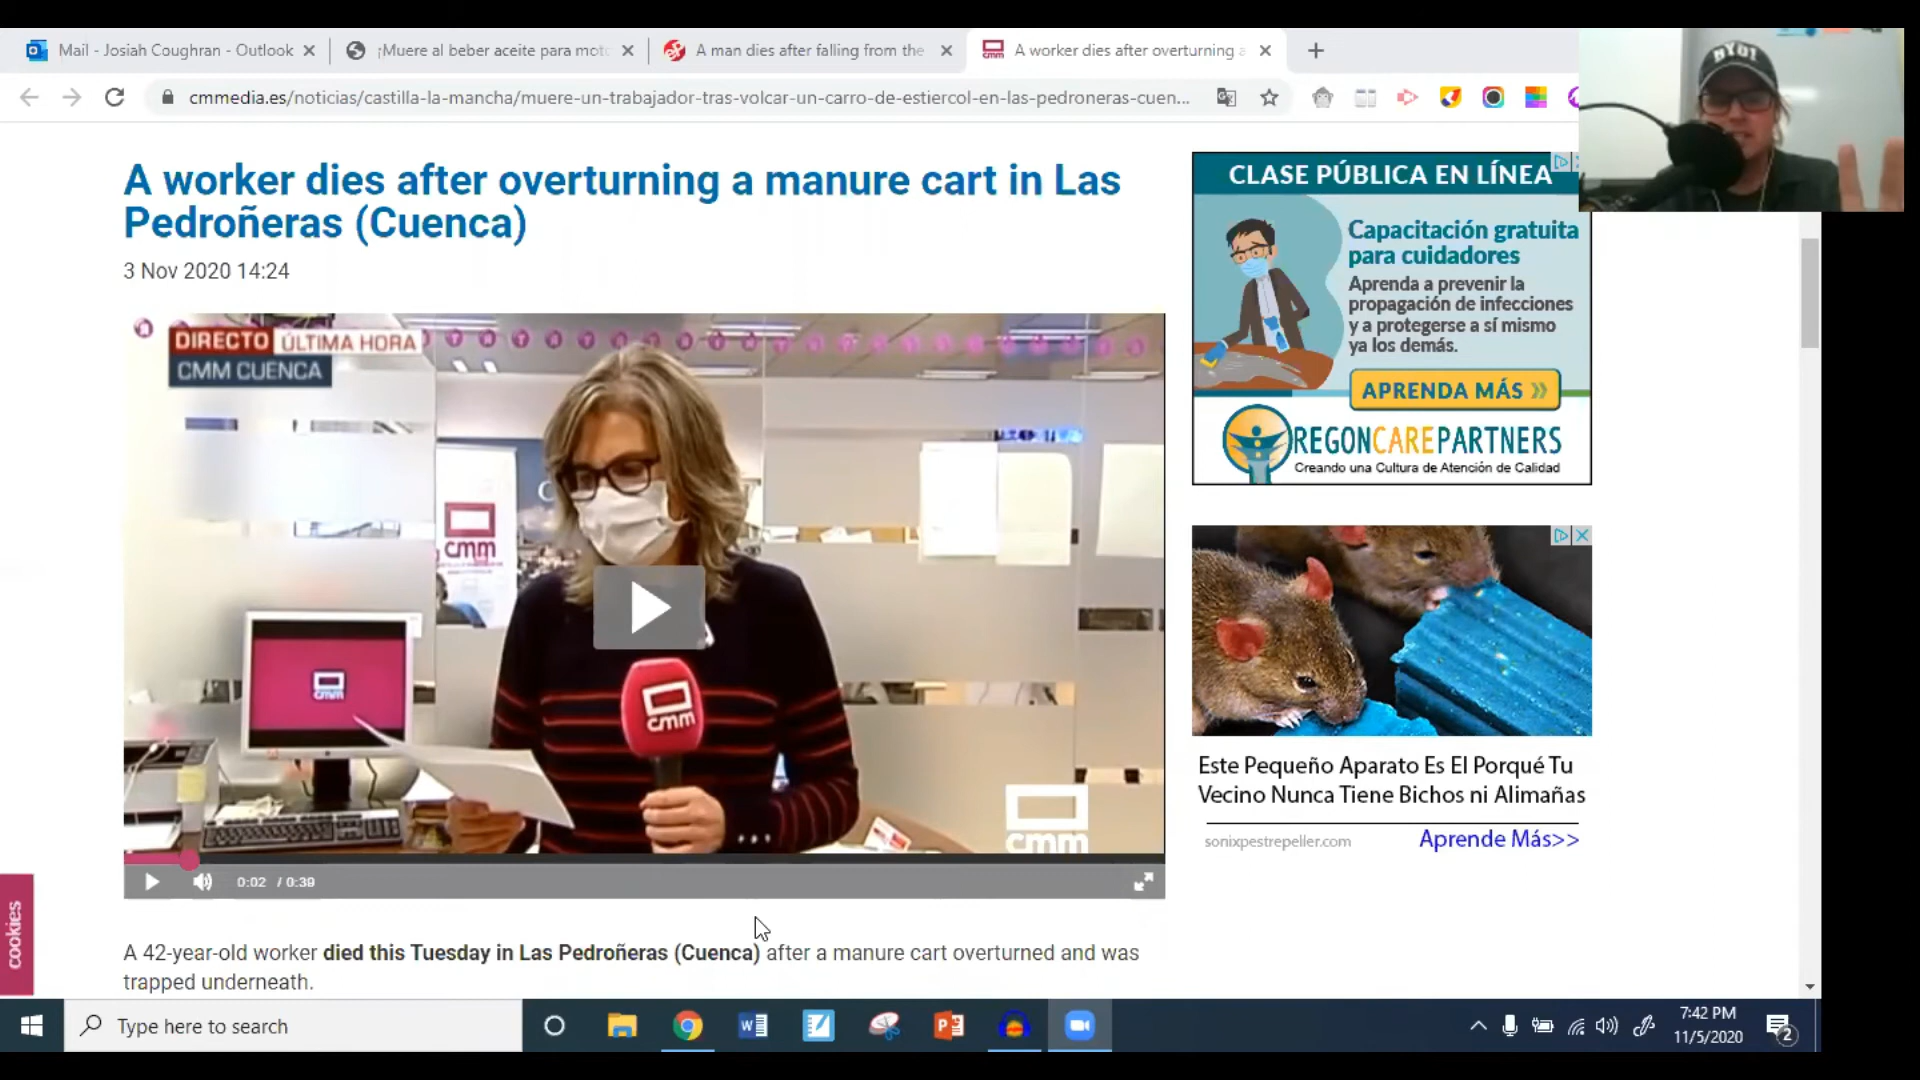 Mail - Josiah Coughran - Outlook
¡Muere al beber aceite para moto
A man dies after falling from the
A worker dies after overturning a
cmmedia.es/noticias/castilla-la-mancha/muere-un-trabajador-tras-volcar-un-carro-de-estiercol-en-las-pedroneras-cuen...
A worker dies after overturning a manure cart in Las
Pedroñeras (Cuenca)
3 Nov 2020 14:24
DIRECTO ÚLTIMA HORA
CMM CUENCA
cmm
cmm
cmm
cmm
0:02 / 0:39
CLASE PÚBLICA EN LÍNEA
Capacitación gratuita
para cuidadores
Aprenda a prevenir la
propagación de infecciones
y a protegerse a sí mismo
ya los demás.
APRENDA MÁS »
REGONCAREPARTNERS
Creando una Cultura de Atención de Calidad
Este Pequeño Aparato Es El Porqué Tu
Vecino Nunca Tiene Bichos ni Alimañas
sonixpestrepeller.com
Aprende Más>>
cookies
A 42-year-old worker died this Tuesday in Las Pedroñeras (Cuenca) after a manure cart overturned and was
trapped underneath.
Type here to search
7:42 PM
11/5/2020
2